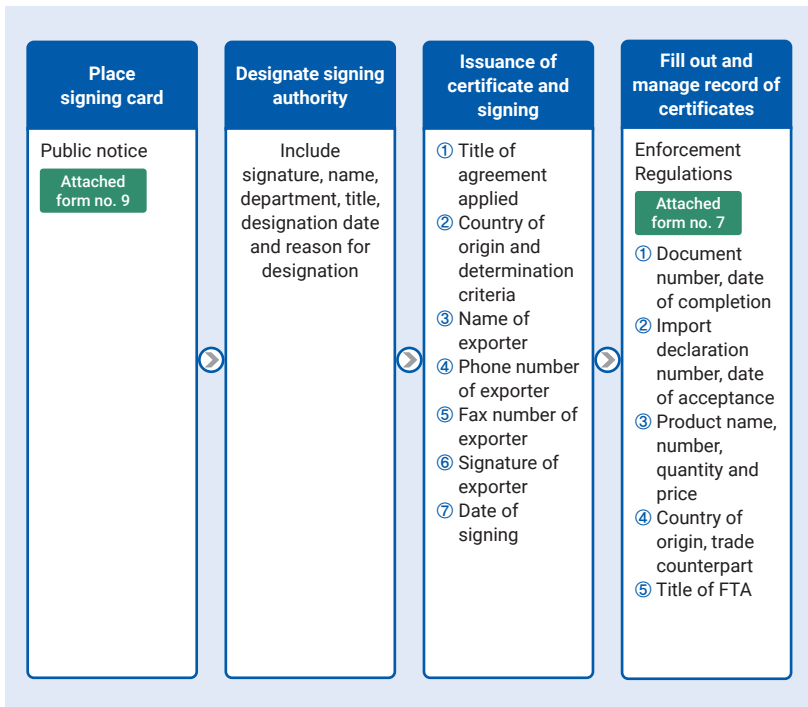 Place
signing card
Public notice
Attached
form no. 9
Designate signing
authority
Include
signature, name,
department, title,
designation date
and reason for
designation
Issuance of
certificate and
signing
① Title of
agreement
applied
② Country of
origin and
determination
criteria
③ Name of
exporter
④ Phone number
of exporter
⑤ Fax number of
exporter
⑥ Signature of
exporter
⑦ Date of
signing
Fill out and
manage record of
certificates
Enforcement
Regulations
Attached
form no. 7
① Document
number, date
of completion
② Import
declaration
number, date
of acceptance
③ Product name,
number,
quantity and
price
④ Country of
origin, trade
counterpart
⑤ Title of FTA